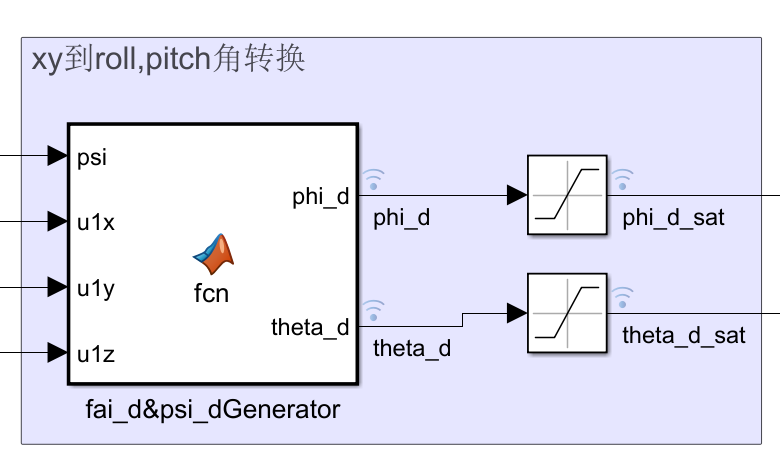 xy到roll,pitch角转换
psi
u1x
u1y
u1z
phi_d
theta_d
fcn
fai_d&psi_dGenerator
phi_d
theta_d
phi_d_sat
theta_d_sat